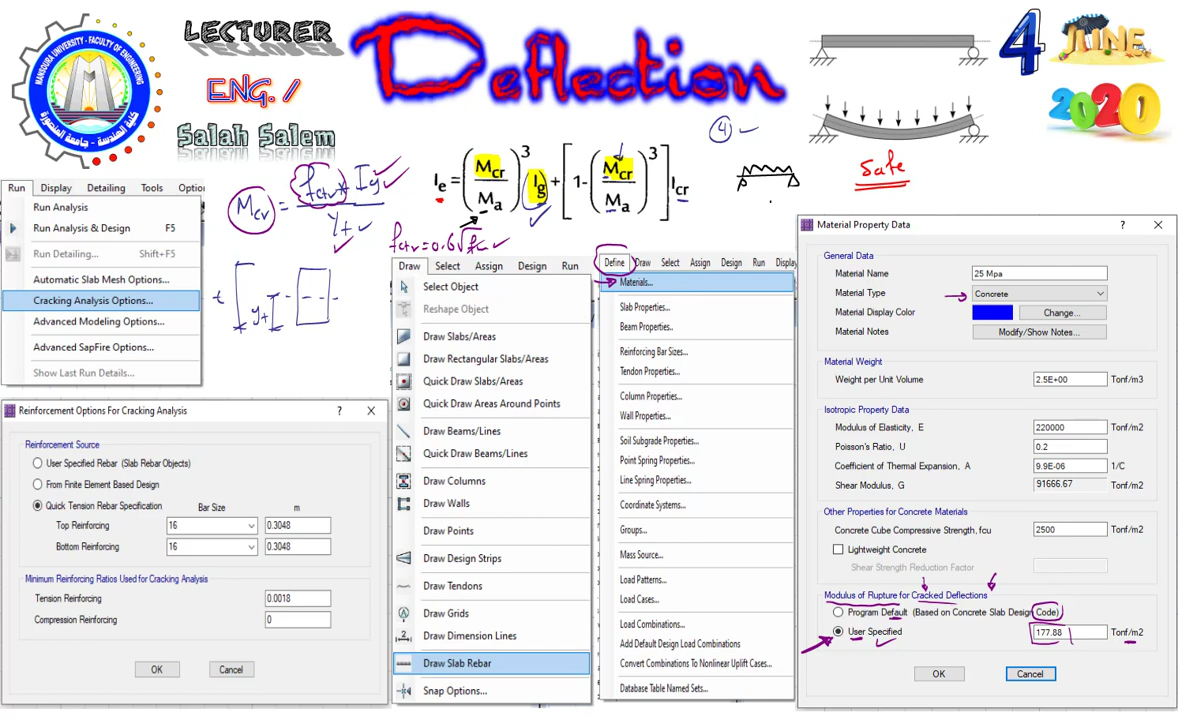 MANSOURA UNIVERSITY - FACULTY OF ENGINEERING
جامعة المنصورة - كلية الهندسة
LECTURER
ENG. /
Salah Salem
Deflection
4 JUNE
2020
④
Safe
Ie = (Mcr / Ma)³ Ig + [1-(Mcr / Ma)³] Icr
Mcr = fctr * Ig / Yt
fctr = 0.6√fcu
t
yt
Run Display Detailing Tools Option
Run Analysis
Run Analysis & Design F5
Run Detailing... Shift+F5
Automatic Slab Mesh Options...
Cracking Analysis Options...
Advanced Modeling Options...
Advanced SapFire Options...
Show Last Run Details...
Reinforcement Options For Cracking Analysis ? X
Reinforcement Source
User Specified Rebar (Slab Rebar Objects)
From Finite Element Based Design
Quick Tension Rebar Specification Bar Size m
Top Reinforcing 16 0.3048
Bottom Reinforcing 16 0.3048
Minimum Reinforcing Ratios Used for Cracking Analysis
Tension Reinforcing 0.0018
Compression Reinforcing 0
OK Cancel
Draw Select Assign Design Run
Select Object
Reshape Object
Draw Slabs/Areas
Draw Rectangular Slabs/Areas
Quick Draw Slabs/Areas
Quick Draw Areas Around Points
Draw Beams/Lines
Quick Draw Beams/Lines
Draw Columns
Draw Walls
Draw Points
Draw Design Strips
Draw Tendons
Draw Grids
Draw Dimension Lines
Draw Slab Rebar
Snap Options...
Define Draw Select Assign Design Run Display
Materials...
Slab Properties...
Beam Properties...
Reinforcing Bar Sizes...
Tendon Properties...
Column Properties...
Wall Properties...
Soil Subgrade Properties...
Point Spring Properties...
Line Spring Properties...
Coordinate Systems...
Groups...
Mass Source...
Load Patterns...
Load Cases...
Load Combinations...
Add Default Design Load Combinations
Convert Combinations To Nonlinear Uplift Cases...
Database Table Named Sets...
Material Property Data ? X
General Data
Material Name 25 Mpa
Material Type Concrete
Material Display Color Change...
Material Notes Modify/Show Notes...
Material Weight
Weight per Unit Volume 2.5E+00 Tonf/m3
Isotropic Property Data
Modulus of Elasticity, E 220000 Tonf/m2
Poisson's Ratio, U 0.2
Coefficient of Thermal Expansion, A 9.9E-06 1/C
Shear Modulus, G 91666.67 Tonf/m2
Other Properties for Concrete Materials
Concrete Cube Compressive Strength, fcu 2500 Tonf/m2
Lightweight Concrete
Shear Strength Reduction Factor
Modulus of Rupture for Cracked Deflections
Program Default (Based on Concrete Slab Design Code)
User Specified 177.88 Tonf/m2
OK Cancel